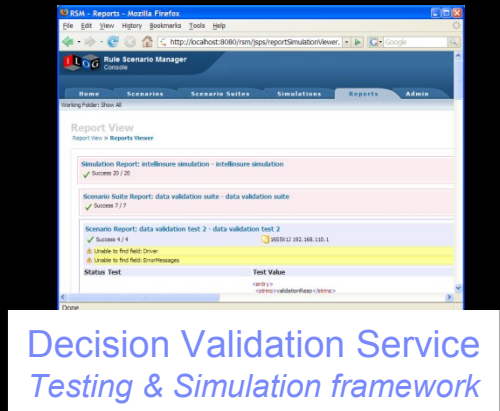 RSM - Reports - Mozilla Firefox
File Edit View History Bookmarks Tools Help
http://localhost:8080/rsm/jsps/reportSimulationViewer.
Google
ILOG Rule Scenario Manager
Console
Home Scenarios Scenario Suites Simulations Reports Admin
Working Folder: Show All
Report View
Report View > Reports Viewer
Simulation Report: intellinsure simulation - intellinsure simulation
Success 20 / 20
Scenario Suite Report: data validation suite - data validation suite
Success 7 / 7
Scenario Report: data validation test 2 - data validation test 2
Success 4 / 4 192.168.110.1
Unable to find field: Driver
Unable to find field: ErrorMessages
Status Test Test Value
<entry>
<string>validationResp</string>
Done
Decision Validation Service
Testing & Simulation framework